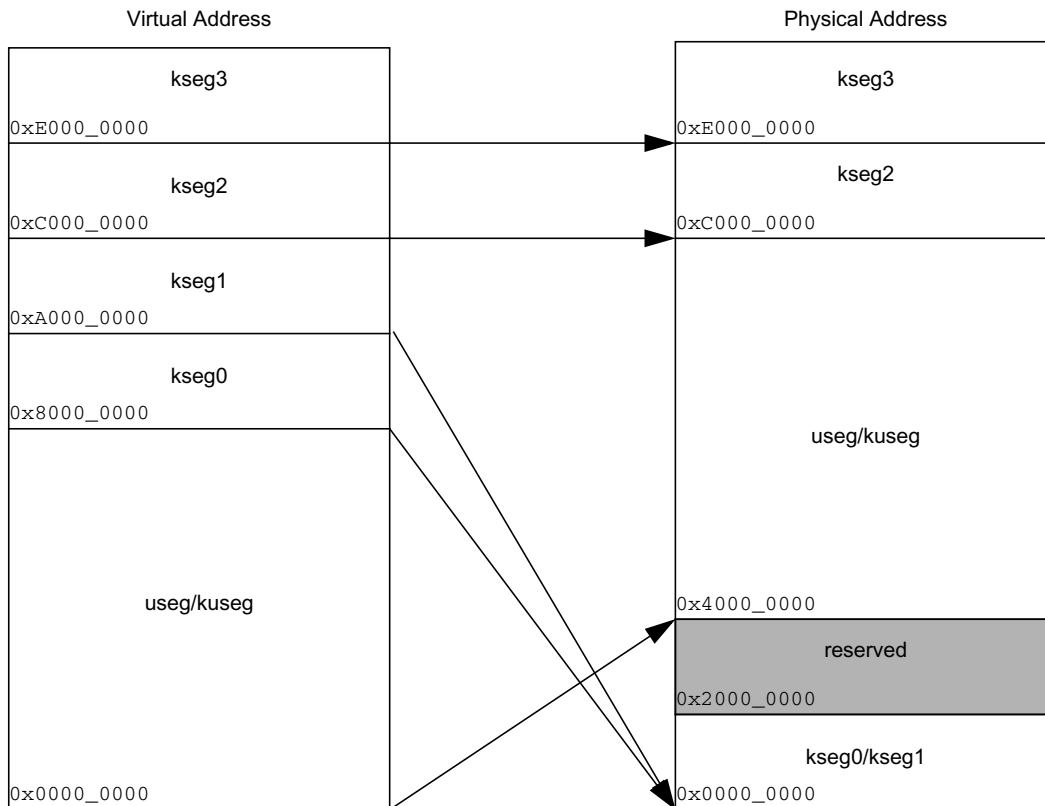 Virtual Address
kseg3
0xE000_0000
kseg2
0xC000_0000
kseg1
0xA000_0000
kseg0
0x8000_0000
useg/kuseg
0x0000_0000
Physical Address
kseg3
0xE000_0000
kseg2
0xC000_0000
useg/kuseg
0x4000_0000
reserved
0x2000_0000
kseg0/kseg1
0x0000_0000